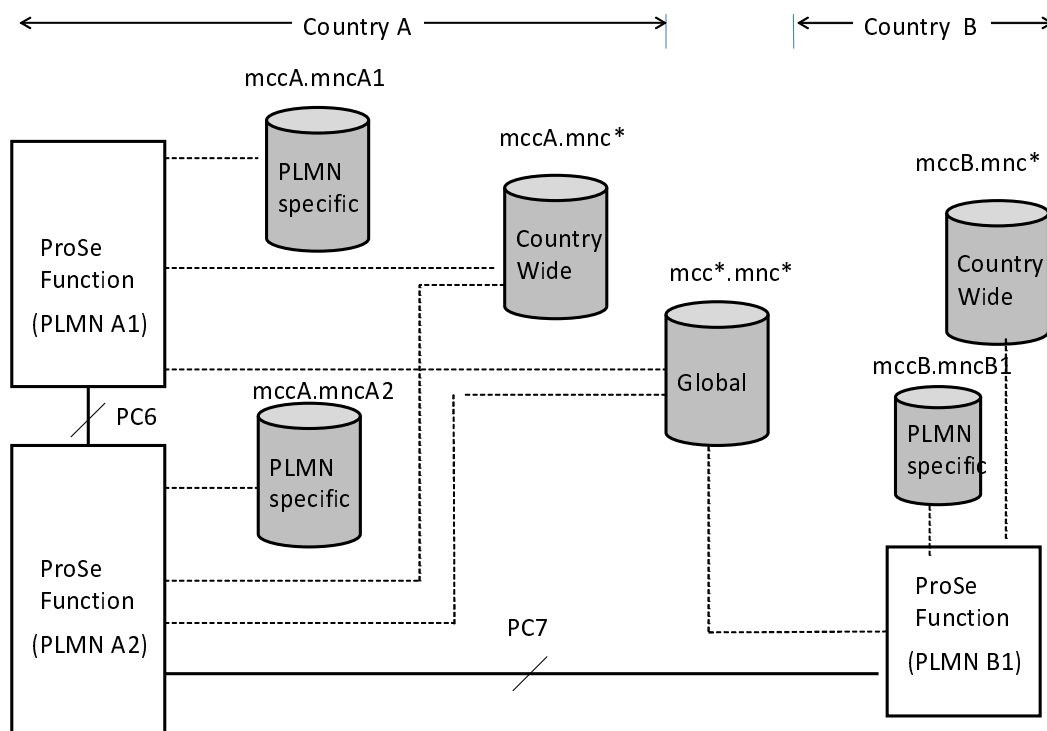 Country A
Country B
mccA.mncA1
PLMN
specific
mccA.mnc*
Country
Wide
mccB.mnc*
Country
Wide
ProSe
Function
(PLMN A1)
mcc*.mnc*
Global
mccA.mncA2
PLMN
specific
mccB.mncB1
PLMN
specific
PC6
ProSe
Function
(PLMN A2)
PC7
ProSe
Function
(PLMN B1)